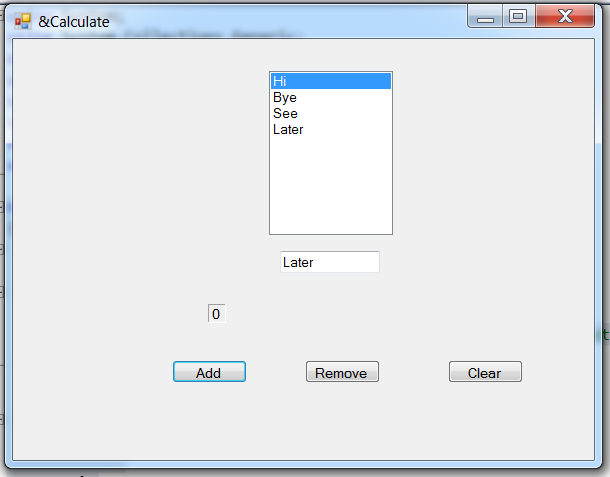 &Calculate
Hi
Bye
See
Later
Later
0
Add Remove Clear